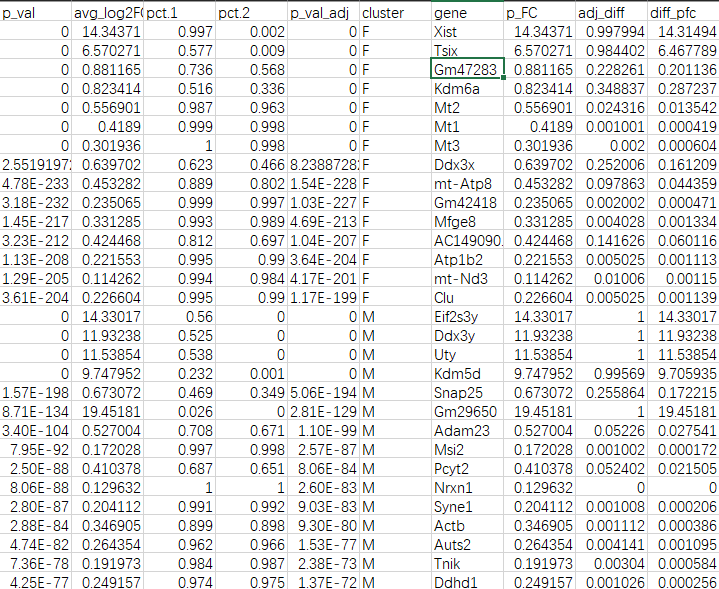 p_val avg_log2F( pct.1 pct.2 p_val_adj cluster gene p_FC adj_diff diff_pfc
0 14.34371 0.997 0.002 0 F Xist 14.34371 0.997994 14.31494
0 6.570271 0.577 0.009 0 F Tsix 6.570271 0.984402 6.467789
0 0.881165 0.736 0.568 0 F Gm47283 0.881165 0.228261 0.201136
0 0.823414 0.516 0.336 0 F Kdm6a 0.823414 0.348837 0.287237
0 0.556901 0.987 0.963 0 F Mt2 0.556901 0.024316 0.013542
0 0.4189 0.999 0.998 0 F Mt1 0.4189 0.001001 0.000419
0 0.301936 1 0.998 0 F Mt3 0.301936 0.002 0.000604
2.5519197 0.639702 0.623 0.466 8.2388728 F Ddx3x 0.639702 0.252006 0.161209
4.78E-233 0.453282 0.889 0.802 1.54E-228 F mt-Atp8 0.453282 0.097863 0.044359
3.18E-232 0.235065 0.999 0.997 1.03E-227 F Gm42418 0.235065 0.002002 0.000471
1.45E-217 0.331285 0.993 0.989 4.69E-213 F Mfge8 0.331285 0.004028 0.001334
3.23E-212 0.424468 0.812 0.697 1.04E-207 F AC149090. 0.424468 0.141626 0.060116
1.13E-208 0.221553 0.995 0.99 3.64E-204 F Atp1b2 0.221553 0.005025 0.001113
1.29E-205 0.114262 0.994 0.984 4.17E-201 F mt-Nd3 0.114262 0.01006 0.00115
3.61E-204 0.226604 0.995 0.99 1.17E-199 F Clu 0.226604 0.005025 0.001139
0 14.33017 0.56 0 0 M Eif2s3y 14.33017 1 14.33017
0 11.93238 0.525 0 0 M Ddx3y 11.93238 1 11.93238
0 11.53854 0.538 0 0 M Uty 11.53854 1 11.53854
0 9.747952 0.232 0.001 0 M Kdm5d 9.747952 0.99569 9.705935
1.57E-198 0.673072 0.469 0.349 5.06E-194 M Snap25 0.673072 0.255864 0.172215
8.71E-134 19.45181 0.026 0 2.81E-129 M Gm29650 19.45181 1 19.45181
3.40E-104 0.527004 0.708 0.671 1.10E-99 M Adam23 0.527004 0.05226 0.027541
7.95E-92 0.172028 0.997 0.998 2.57E-87 M Msi2 0.172028 0.001002 0.000172
2.50E-88 0.410378 0.687 0.651 8.06E-84 M Pcyt2 0.410378 0.052402 0.021505
8.06E-88 0.129632 1 1 2.60E-83 M Nrxn1 0.129632 0 0
2.80E-87 0.204112 0.991 0.992 9.03E-83 M Syne1 0.204112 0.001008 0.000206
2.88E-84 0.346905 0.899 0.898 9.30E-80 M Actb 0.346905 0.001112 0.000386
4.74E-82 0.264354 0.962 0.966 1.53E-77 M Auts2 0.264354 0.004141 0.001095
7.36E-78 0.191973 0.984 0.987 2.38E-73 M Tnik 0.191973 0.00304 0.000584
4.25E-77 0.249157 0.974 0.975 1.37E-72 M Ddhd1 0.249157 0.001026 0.000256